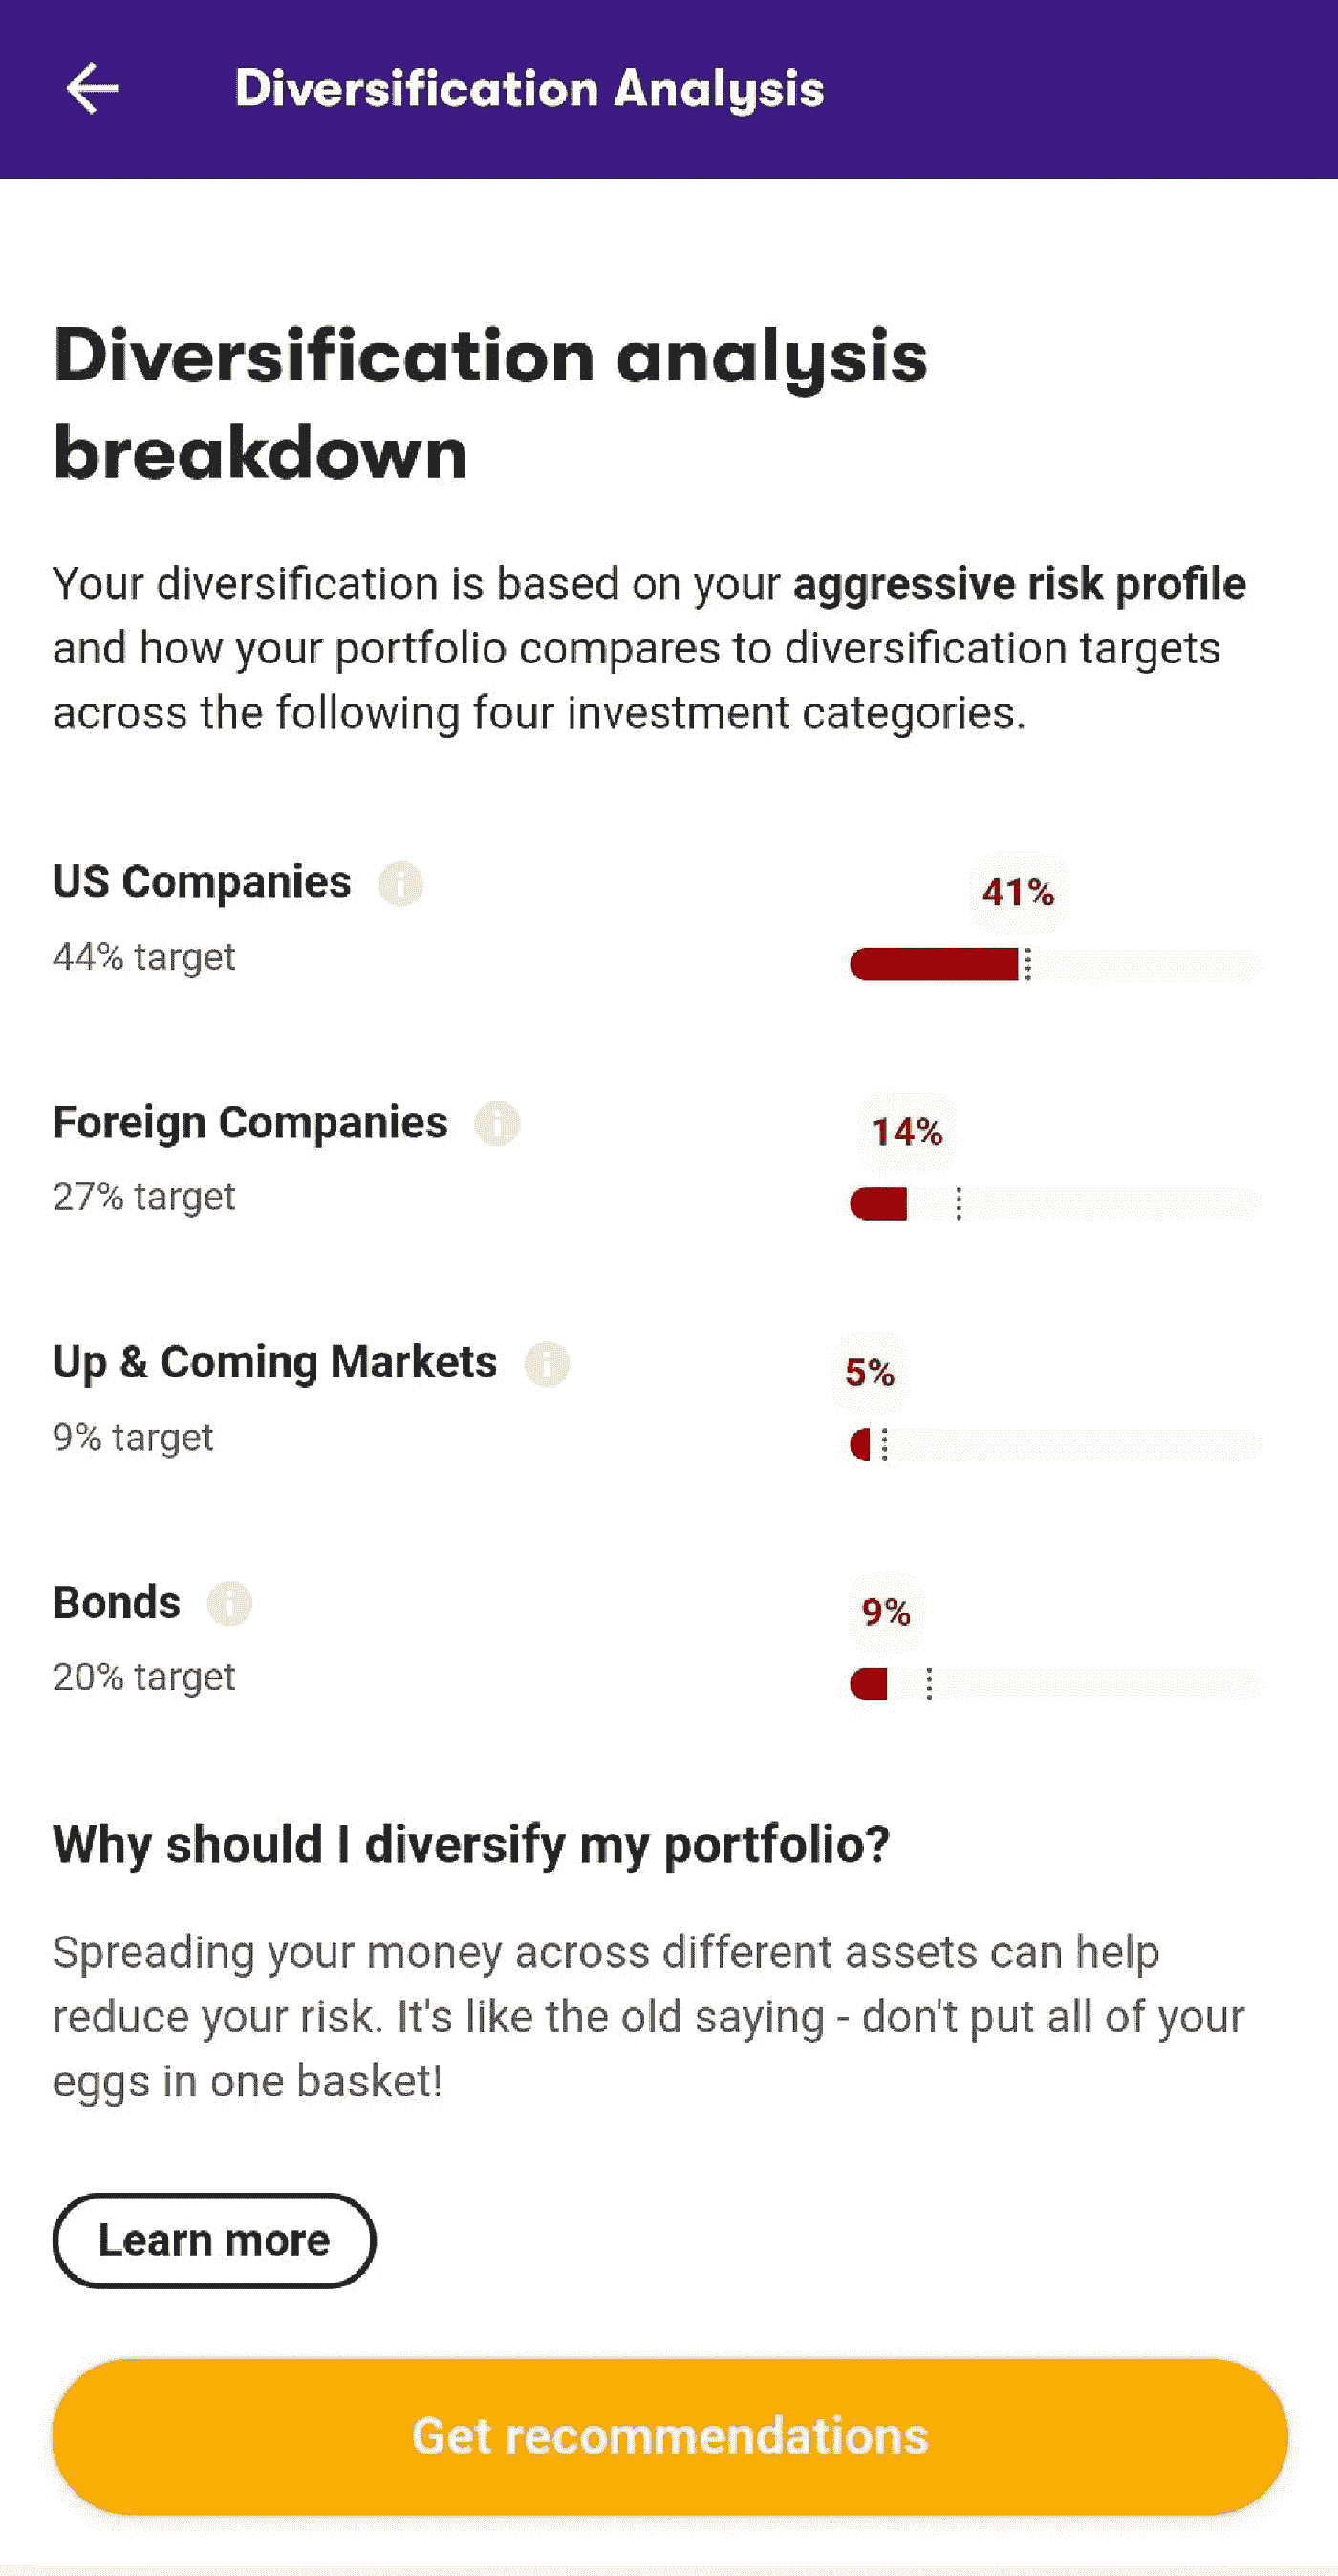 Diversification Analysis
Diversification analysis
breakdown
Your diversification is based on your aggressive risk profile
and how your portfolio compares to diversification targets
across the following four investment categories.
US Companies
41%
44% target
Foreign Companies
14%
27% target
Up & Coming Markets
5%
9% target
Bonds
9%
20% target
Why should I diversify my portfolio?
Spreading your money across different assets can help
reduce your risk. It's like the old saying - don't put all of your
eggs in one basket!
Learn more
Get recommendations